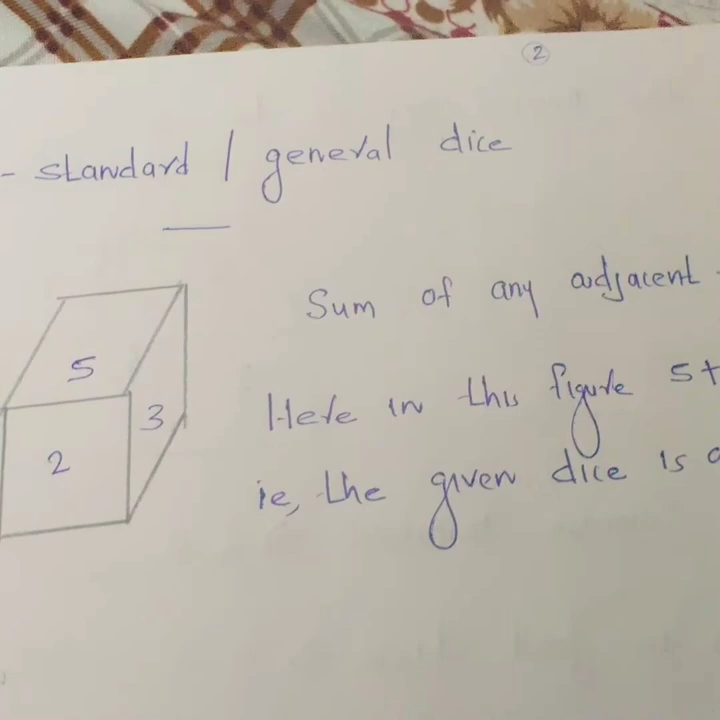 2
- standard / general dice
5
3
2
Sum of any adjacent
Here in this figure 5+
ie, the given dice is a